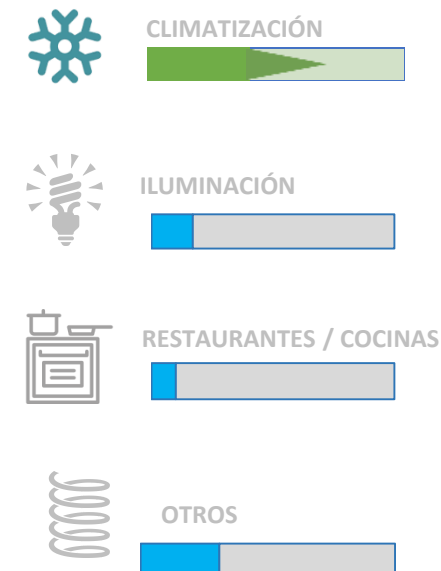 CLIMATIZACIÓN
ILUMINACIÓN
RESTAURANTES / COCINAS
OTROS